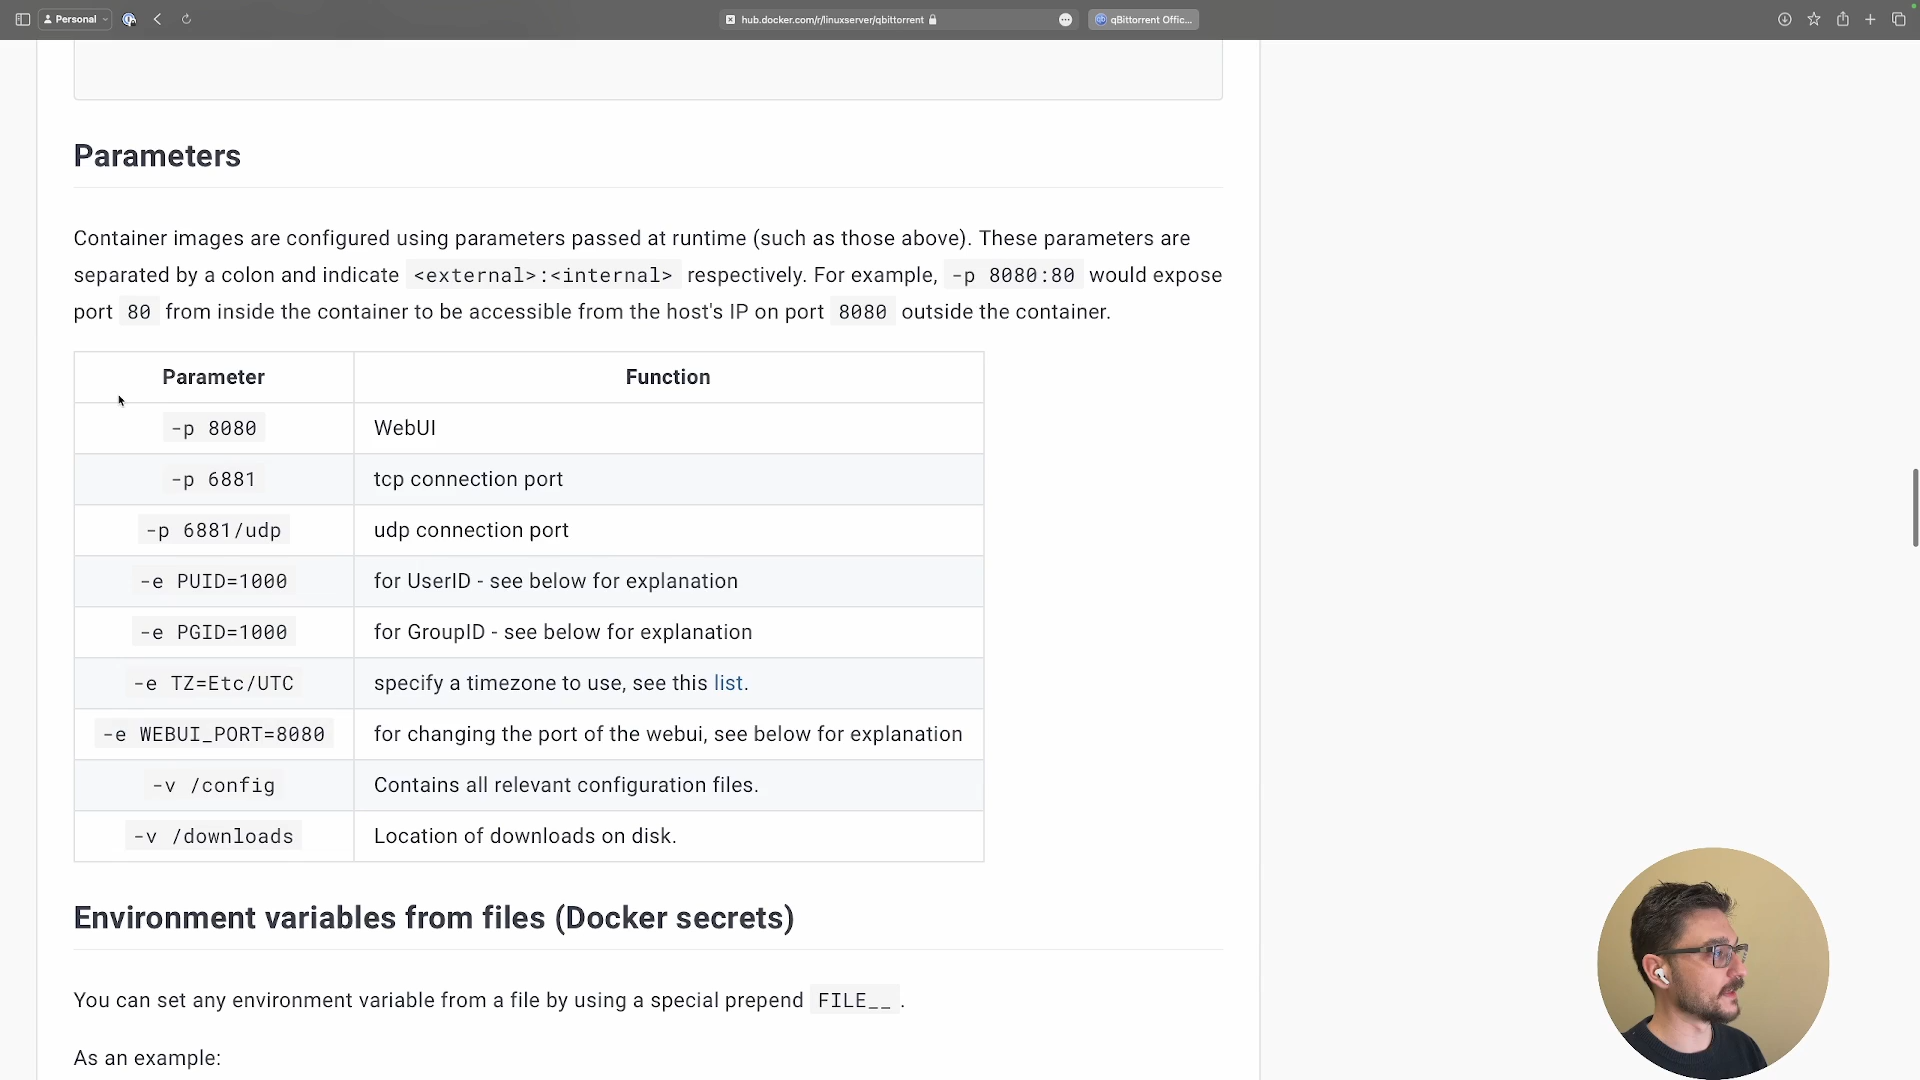 Personal
hub.docker.com/r/linuxserver/qbittorrent
qBittorrent Offic...
Parameters
Container images are configured using parameters passed at runtime (such as those above). These parameters are
separated by a colon and indicate <external>:<internal> respectively. For example, -p 8080:80 would expose
port 80 from inside the container to be accessible from the host's IP on port 8080 outside the container.
Parameter Function
-p 8080 WebUI
-p 6881 tcp connection port
-p 6881/udp udp connection port
-e PUID=1000 for UserID - see below for explanation
-e PGID=1000 for GroupID - see below for explanation
-e TZ=Etc/UTC specify a timezone to use, see this list.
-e WEBUI_PORT=8080 for changing the port of the webui, see below for explanation
-v /config Contains all relevant configuration files.
-v /downloads Location of downloads on disk.
Environment variables from files (Docker secrets)
You can set any environment variable from a file by using a special prepend FILE__ .
As an example: